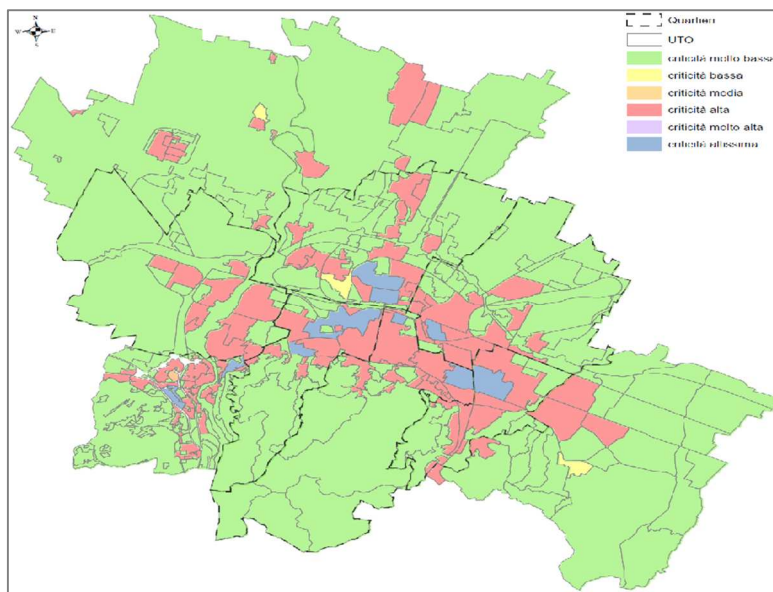 N
W
E
S
Quartieri
UTO
criticità molto bassa
criticità bassa
criticità media
criticità alta
criticità molto alta
criticità altissima